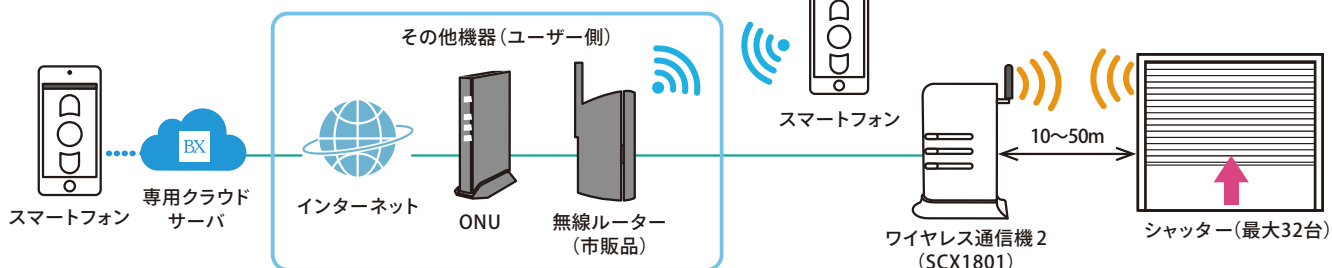 その他機器（ユーザー側）
スマートフォン
BX
専用クラウド
サーバ
インターネット
ONU
無線ルーター
（市販品）
スマートフォン
ワイヤレス通信機2
（SCX1801）
10〜50m
シャッター（最大32台）